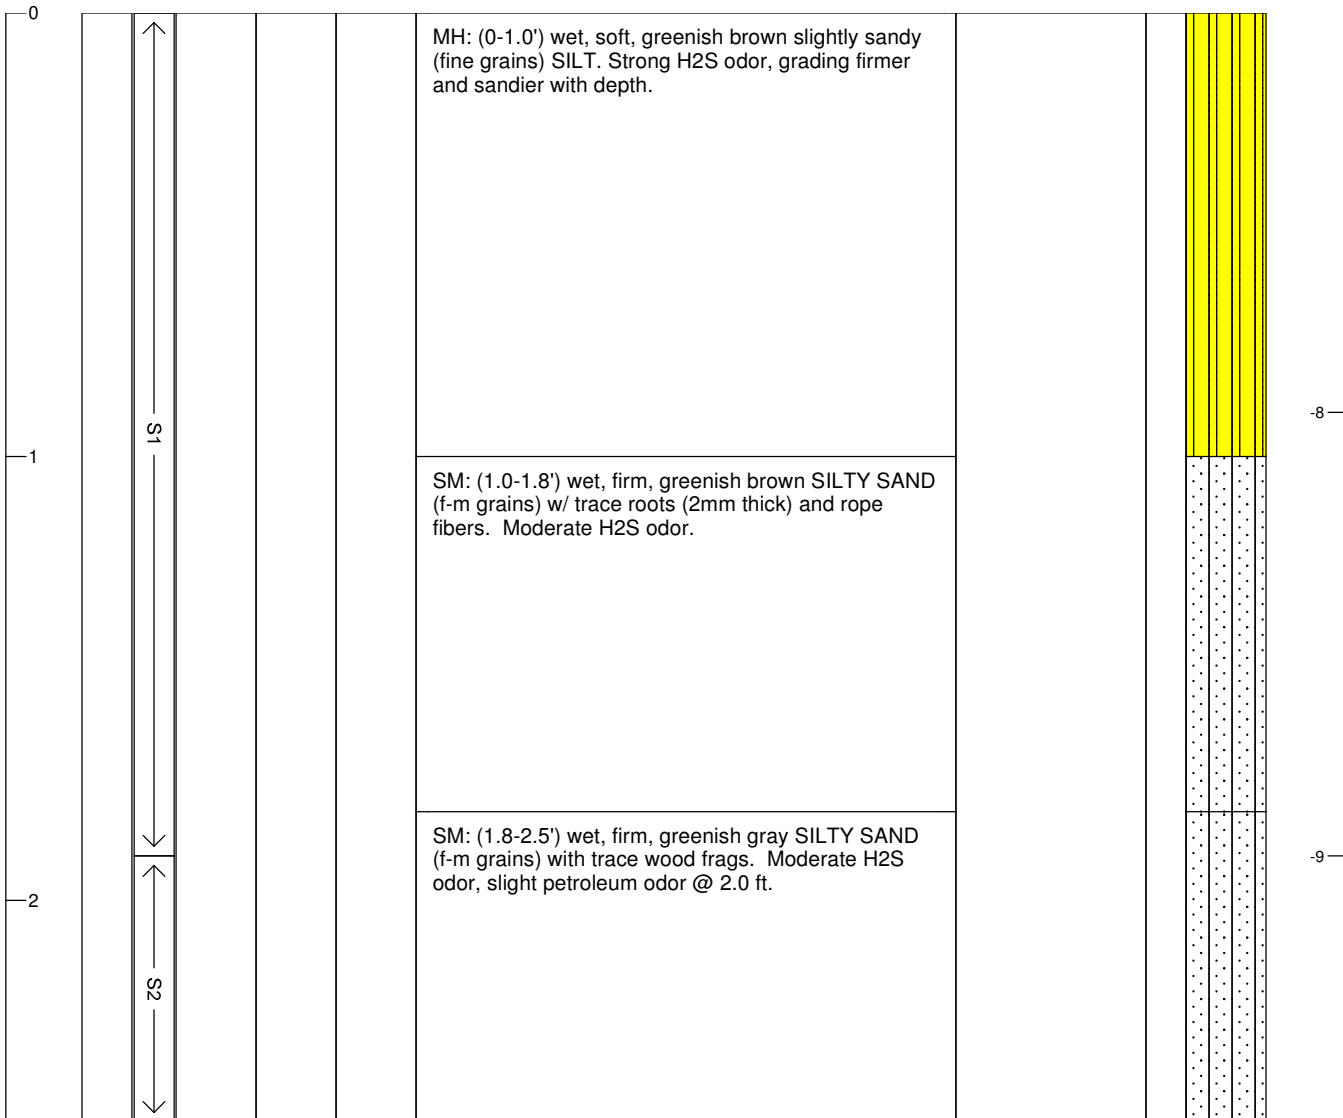 0
MH: (0-1.0') wet, soft, greenish brown slightly sandy
(fine grains) SILT. Strong H2S odor, grading firmer
and sandier with depth.
-8
S1
1
SM: (1.0-1.8') wet, firm, greenish brown SILTY SAND
(f-m grains) w/ trace roots (2mm thick) and rope
fibers.  Moderate H2S odor.
SM: (1.8-2.5') wet, firm, greenish gray SILTY SAND
(f-m grains) with trace wood frags.  Moderate H2S
odor, slight petroleum odor @ 2.0 ft.
-9
2
S2